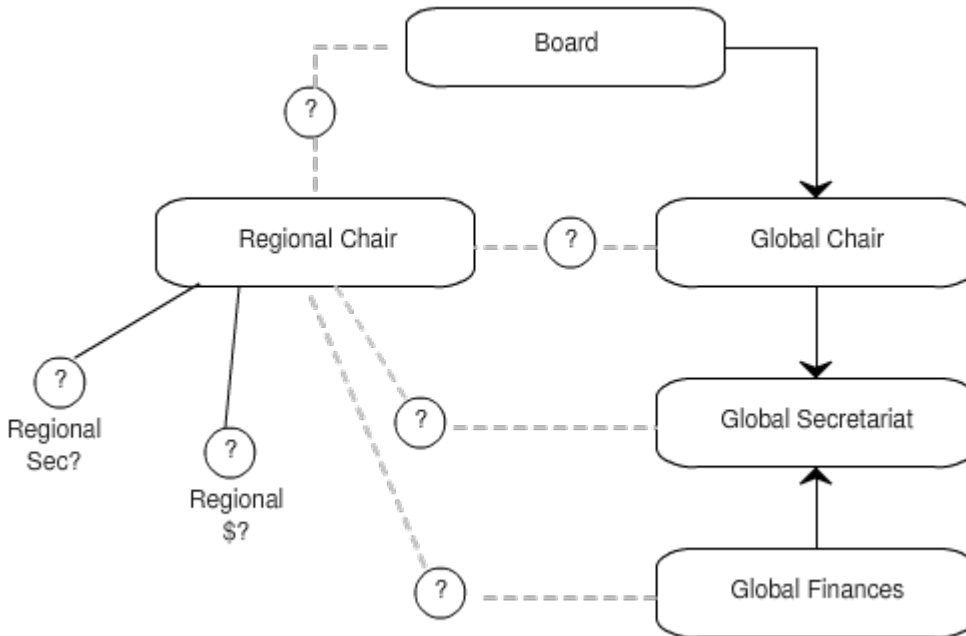 Board
?
Regional Chair
?
Global Chair
?
Regional
Sec?
?
Regional
$?
?
Global Secretariat
?
Global Finances